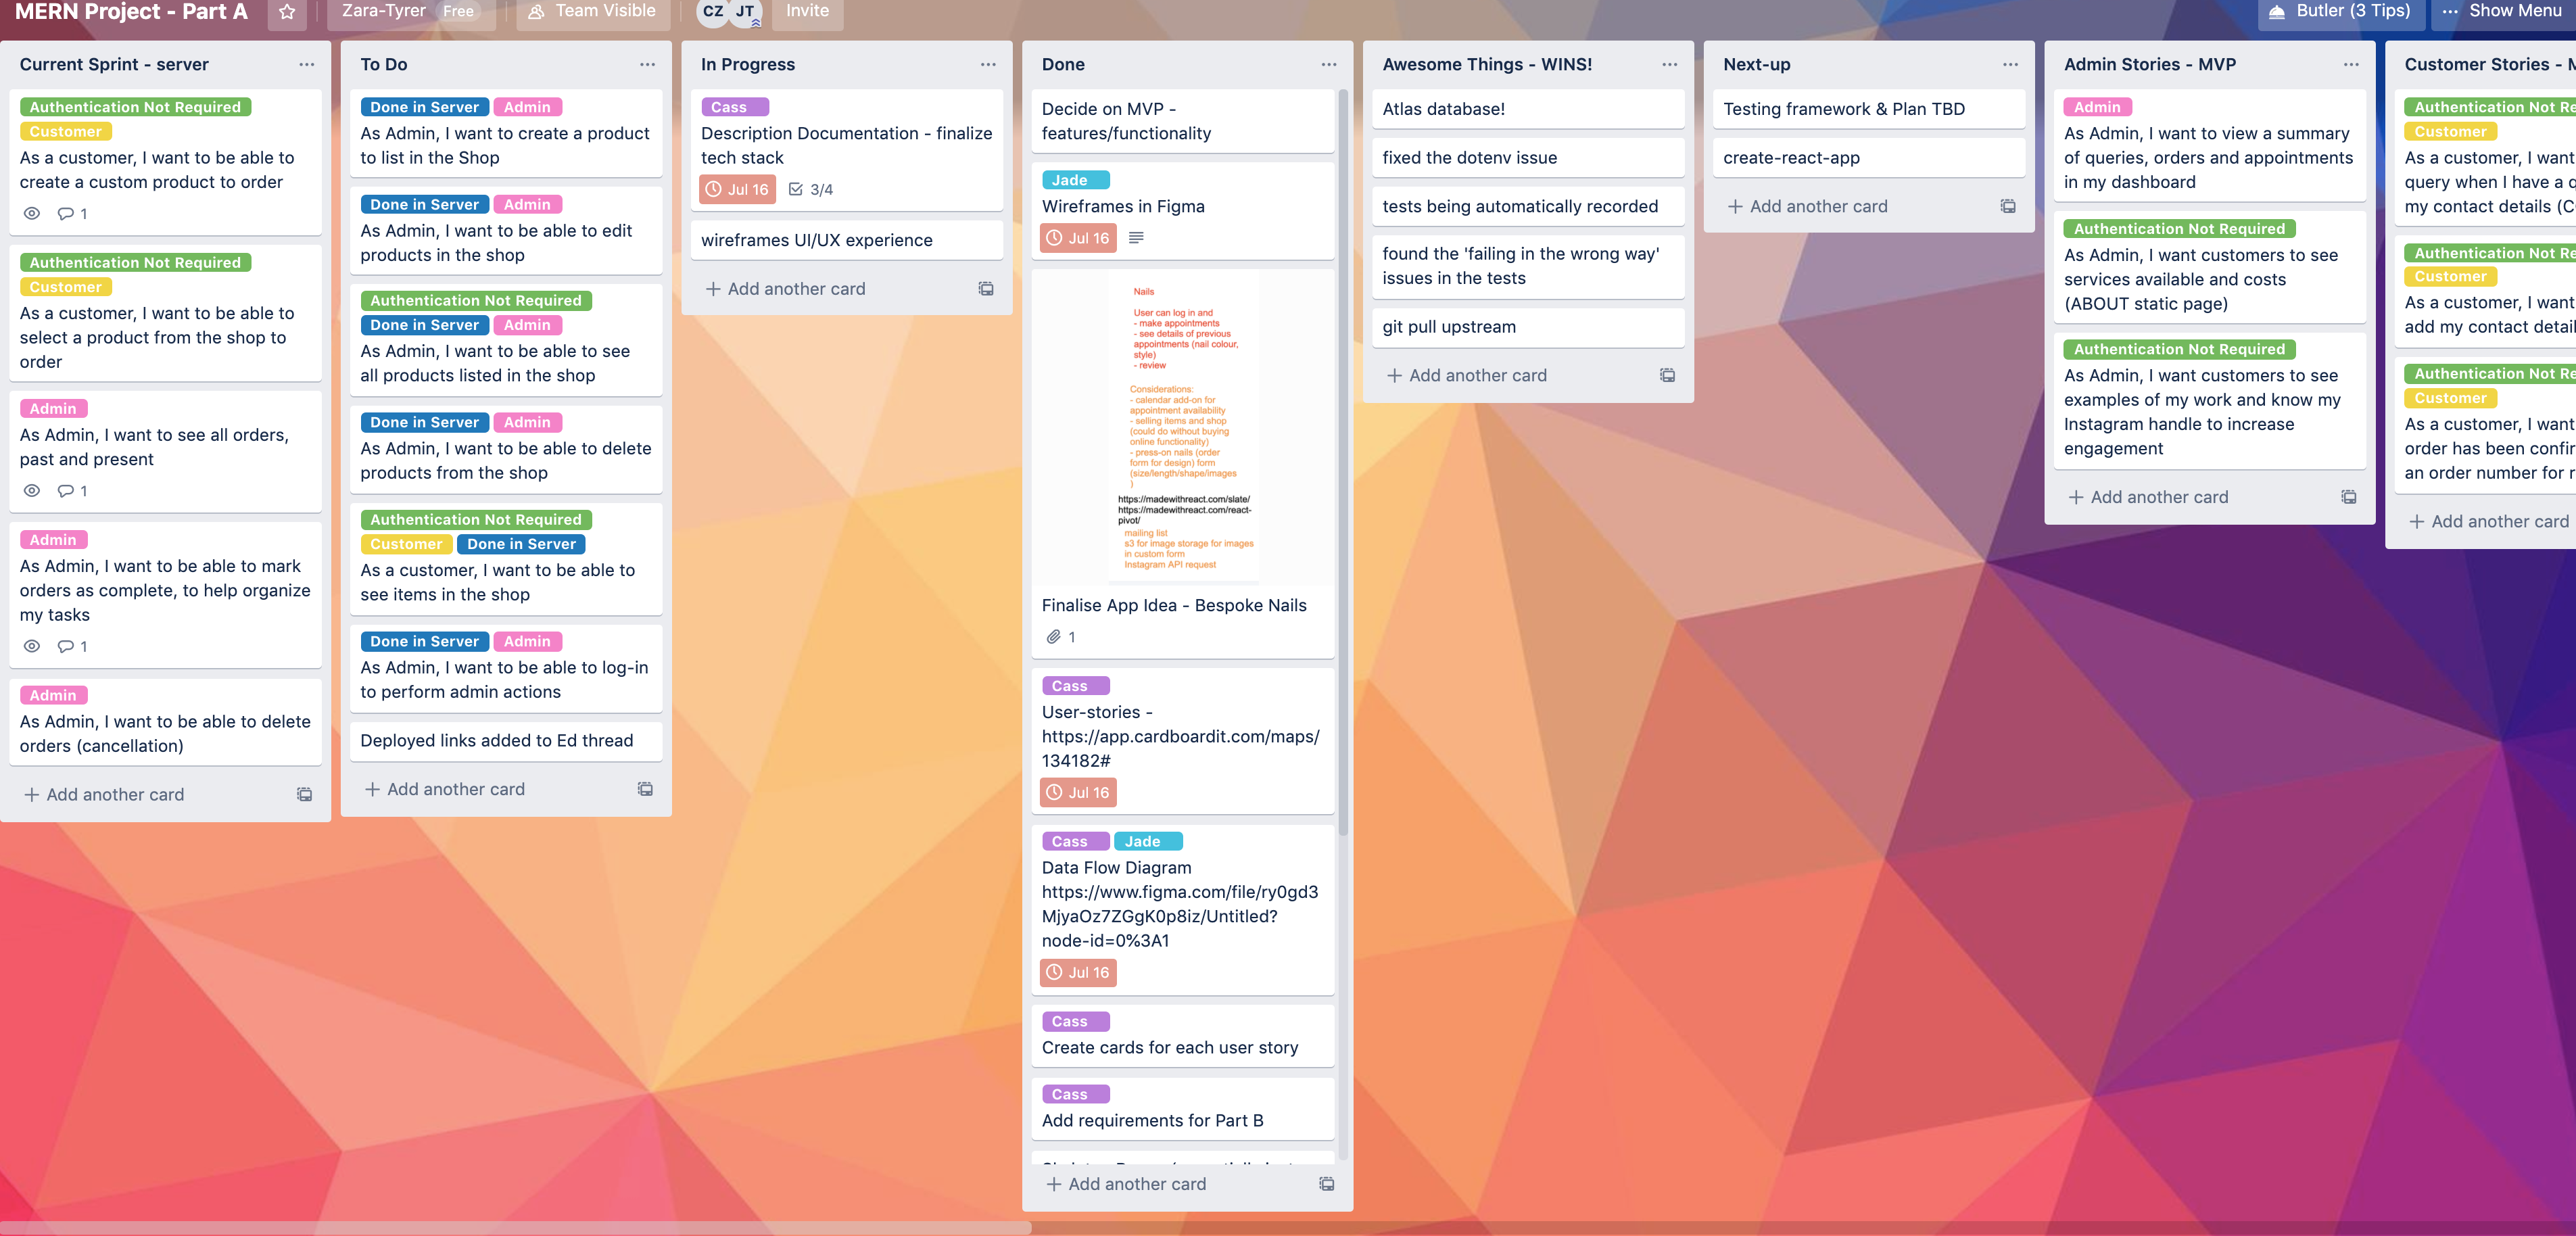 MERN Project - Part A
Zara-Tyrer Free
Team Visible
CZ JT
Invite
Butler (3 Tips)
Show Menu
Current Sprint - server
Authentication Not Required
Customer
As a customer, I want to be able to
create a custom product to order
1
Authentication Not Required
Customer
As a customer, I want to be able to
select a product from the shop to
order
Admin
As Admin, I want to see all orders,
past and present
1
Admin
As Admin, I want to be able to mark
orders as complete, to help organize
my tasks
1
Admin
As Admin, I want to be able to delete
orders (cancellation)
+ Add another card
To Do
Done in Server Admin
As Admin, I want to create a product
to list in the Shop
Done in Server Admin
As Admin, I want to be able to edit
products in the shop
Authentication Not Required
Done in Server Admin
As Admin, I want to be able to see
all products listed in the shop
Done in Server Admin
As Admin, I want to be able to delete
products from the shop
Authentication Not Required
Customer Done in Server
As a customer, I want to be able to
see items in the shop
Done in Server Admin
As Admin, I want to be able to log-in
to perform admin actions
Deployed links added to Ed thread
+ Add another card
In Progress
Cass
Description Documentation - finalize
tech stack
Jul 16 3/4
wireframes UI/UX experience
+ Add another card
Done
Decide on MVP -
features/functionality
Jade
Wireframes in Figma
Jul 16
Nails
User can log in and
- make appointments
- see details of previous
appointments (nail colour,
style)
- review
Considerations:
- calendar add-on for
appointment availability
- selling items and shop
(could do without buying
online functionality)
- press-on nails (order
form for design) form
(size/length/shape/images
)
https://madewithreact.com/slate/
https://madewithreact.com/react-
pivot/
mailing list
s3 for image storage for images
in custom form
Instagram API request
Finalise App Idea - Bespoke Nails
1
Cass
User-stories -
https://app.cardboardit.com/maps/
134182#
Jul 16
Cass Jade
Data Flow Diagram
https://www.figma.com/file/ry0gd3
MjyaOz7ZGgK0p8iz/Untitled?
node-id=0%3A1
Jul 16
Cass
Create cards for each user story
Cass
Add requirements for Part B
+ Add another card
Awesome Things - WINS!
Atlas database!
fixed the dotenv issue
tests being automatically recorded
found the 'failing in the wrong way'
issues in the tests
git pull upstream
+ Add another card
Next-up
Testing framework & Plan TBD
create-react-app
+ Add another card
Admin Stories - MVP
Admin
As Admin, I want to view a summary
of queries, orders and appointments
in my dashboard
Authentication Not Required
As Admin, I want customers to see
services available and costs
(ABOUT static page)
Authentication Not Required
As Admin, I want customers to see
examples of my work and know my
Instagram handle to increase
engagement
+ Add another card
Customer Stories -
Authentication Not Re
Customer
As a customer, I want
query when I have a
my contact details
Authentication Not Re
Customer
As a customer, I want
add my contact detail
Authentication Not Re
Customer
As a customer, I want
order has been confir
an order number for
+ Add another card